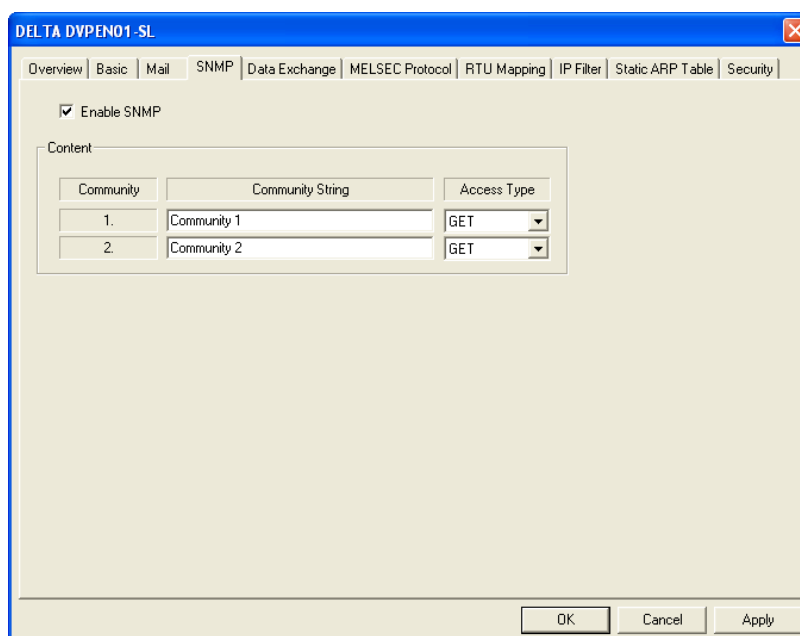 DELTA DVPEN01-SL
Overview Basic Mail SNMP Data Exchange MELSEC Protocol RTU Mapping IP Filter Static ARP Table Security
Enable SNMP
Content
Community Community String Access Type
1. Community 1 GET
2. Community 2 GET
OK Cancel Apply